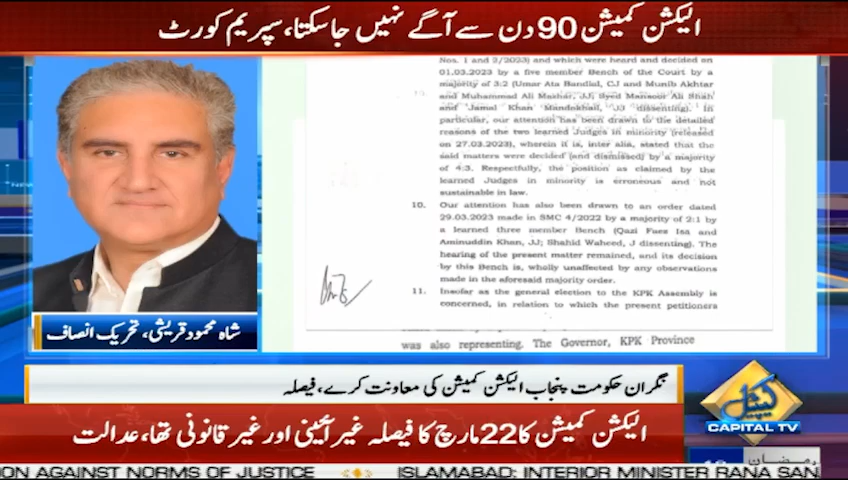 الیکشن کمیشن 90 دن سے آگے نہیں جاسکتا، سپریم کورٹ
Nos. 1 and 2/2023) and which were heard and decided on
01.03.2023 by a five member Bench of the Court by a
majority of 3:2 (Umar Ata Bandial, CJ and Munib Akhtar
and Muhammad Ali Mazhar, JJ; Syed Mansoor Ali Shah
and Jamal Khan Mandokhail, JJ dissenting). In
particular, our attention has been drawn to the detailed
reasons of the two learned Judges in minority (released
on 27.03.2023), wherein it is, inter alia, stated that the
said matters were decided (and dismissed) by a majority
of 4:3. Respectfully, the position as claimed by the
learned Judges in minority is erroneous and not
sustainable in law.
10. Our attention has also been drawn to an order dated
29.03.2023 made in SMC 4/2022 by a majority of 2:1 by
a learned three member Bench (Qazi Faez Isa and
Aminuddin Khan, JJ; Shahid Waheed, J dissenting). The
hearing of the present matter remained, and its decision
by this Bench is, wholly unaffected by any observations
made in the aforesaid majority order.
11. Insofar as the general election to the KPK Assembly is
concerned, in relation to which the present petitioners
was also representing. The Governor, KPK Province
شاہ محمود قریشی، تحریک انصاف
نگران حکومت پنجاب الیکشن کمیشن کی معاونت کرے، فیصلہ
الیکشن کمیشن کا 22 مارچ کا فیصلہ غیر آئینی اور غیر قانونی تھا، عدالت
کیپیٹل
CAPITAL TV
ON AGAINST NORMS OF JUSTICE ISLAMABAD: INTERIOR MINISTER RANA SAN